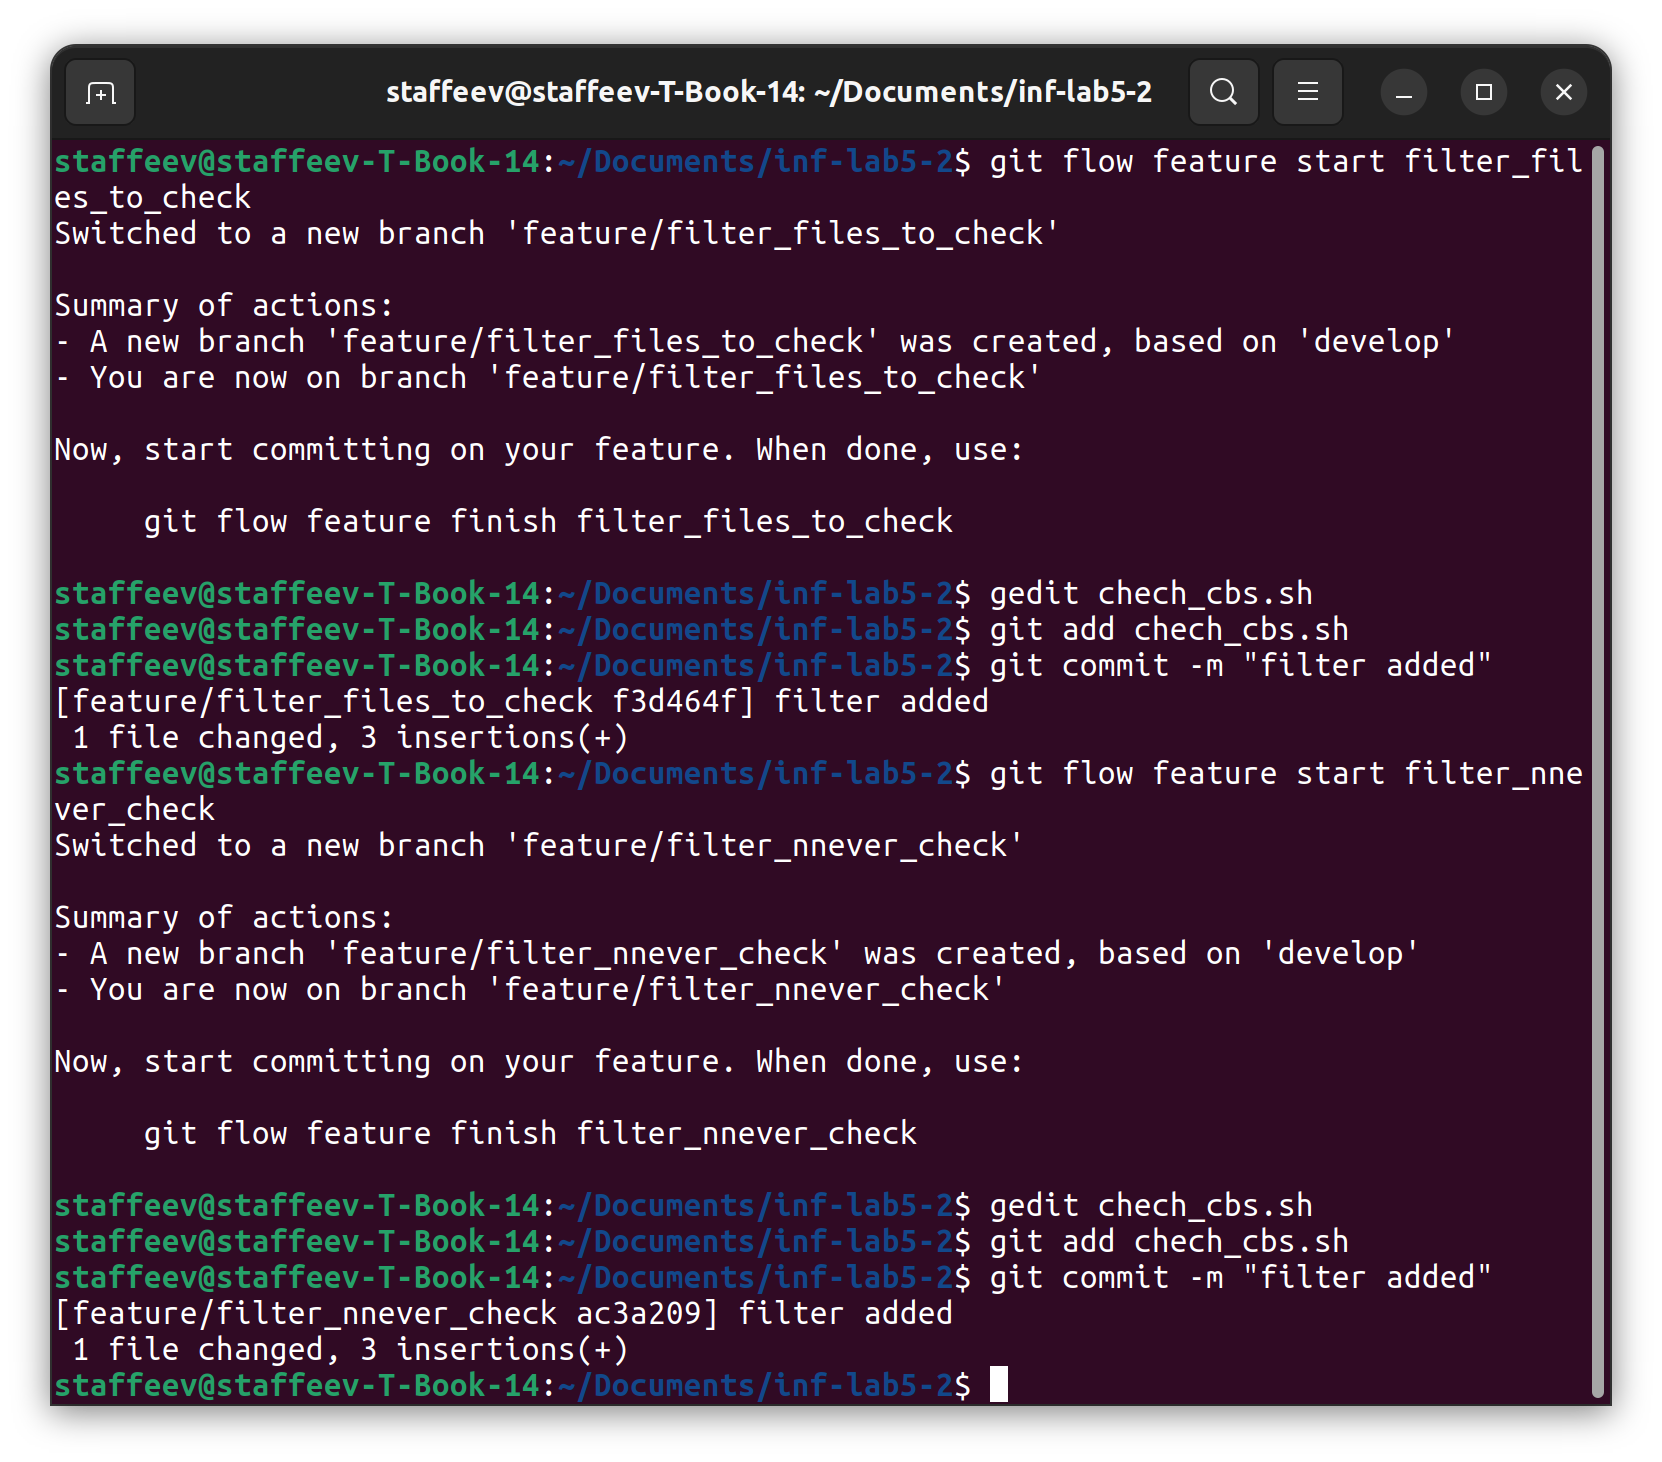 staffeev@staffeev-T-Book-14: ~/Documents/inf-lab5-2
staffeev@staffeev-T-Book-14:~/Documents/inf-lab5-2$ git flow feature start filter_fil
es_to_check
Switched to a new branch 'feature/filter_files_to_check'
Summary of actions:
- A new branch 'feature/filter_files_to_check' was created, based on 'develop'
- You are now on branch 'feature/filter_files_to_check'
Now, start committing on your feature. When done, use:
git flow feature finish filter_files_to_check
staffeev@staffeev-T-Book-14:~/Documents/inf-lab5-2$ gedit chech_cbs.sh
staffeev@staffeev-T-Book-14:~/Documents/inf-lab5-2$ git add chech_cbs.sh
staffeev@staffeev-T-Book-14:~/Documents/inf-lab5-2$ git commit -m "filter added"
[feature/filter_files_to_check f3d464f] filter added
1 file changed, 3 insertions(+)
staffeev@staffeev-T-Book-14:~/Documents/inf-lab5-2$ git flow feature start filter_nne
ver_check
Switched to a new branch 'feature/filter_nnever_check'
Summary of actions:
- A new branch 'feature/filter_nnever_check' was created, based on 'develop'
- You are now on branch 'feature/filter_nnever_check'
Now, start committing on your feature. When done, use:
git flow feature finish filter_nnever_check
staffeev@staffeev-T-Book-14:~/Documents/inf-lab5-2$ gedit chech_cbs.sh
staffeev@staffeev-T-Book-14:~/Documents/inf-lab5-2$ git add chech_cbs.sh
staffeev@staffeev-T-Book-14:~/Documents/inf-lab5-2$ git commit -m "filter added"
[feature/filter_nnever_check ac3a209] filter added
1 file changed, 3 insertions(+)
staffeev@staffeev-T-Book-14:~/Documents/inf-lab5-2$